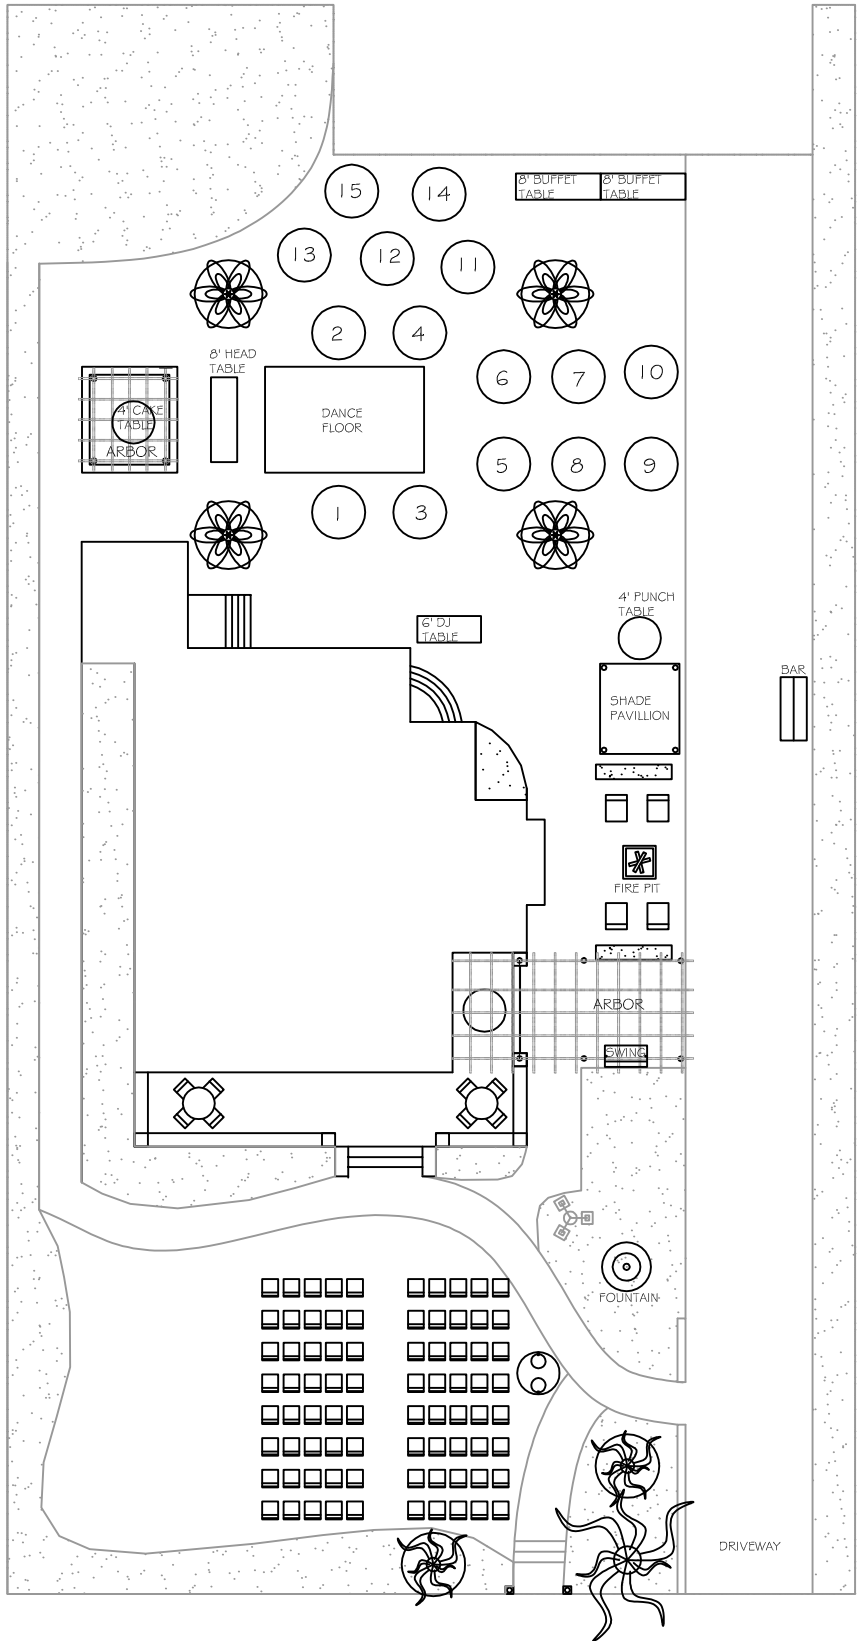 15
14
8' BUFFET
TABLE
8' BUFFET
TABLE
13
12
11
2
4
8' HEAD
TABLE
6
7
10
4' CAKE
TABLE
ARBOR
DANCE
FLOOR
5
8
9
1
3
4' PUNCH
TABLE
6' DJ
TABLE
BAR
SHADE
PAVILLION
FIRE PIT
ARBOR
SWING
FOUNTAIN
DRIVEWAY